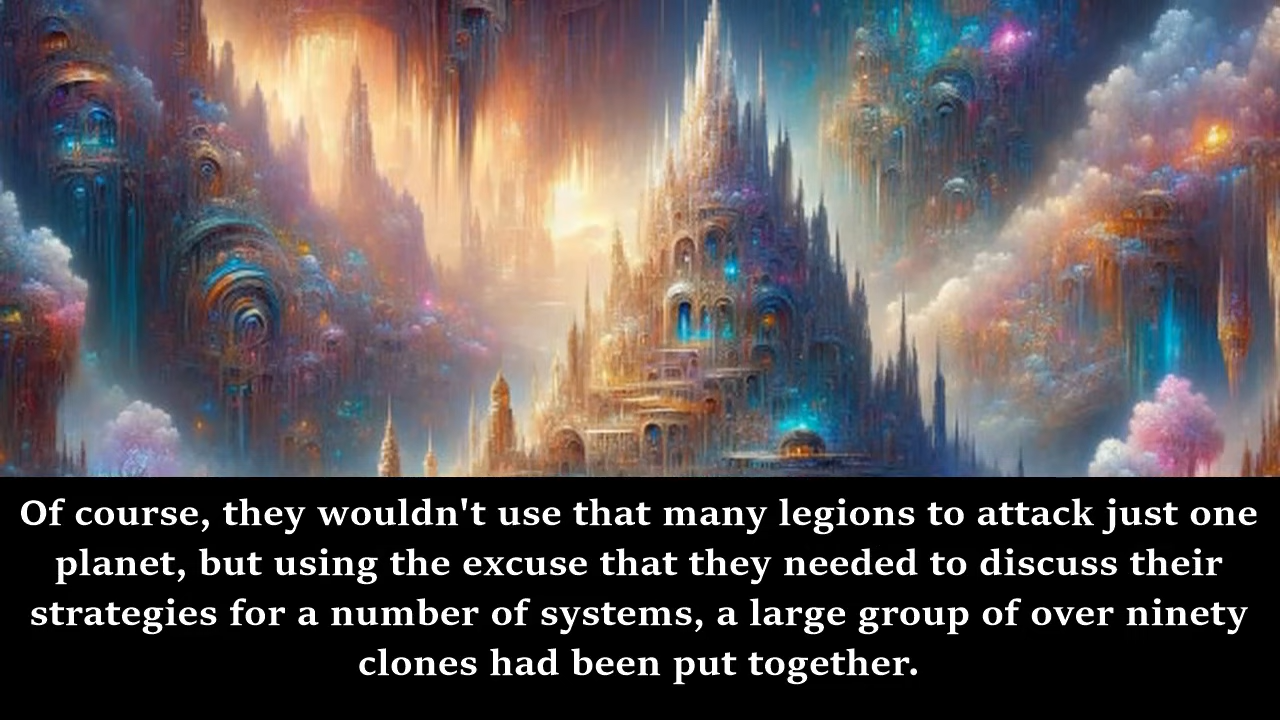 Of course, they wouldn't use that many legions to attack just one
planet, but using the excuse that they needed to discuss their
strategies for a number of systems, a large group of over ninety
clones had been put together.